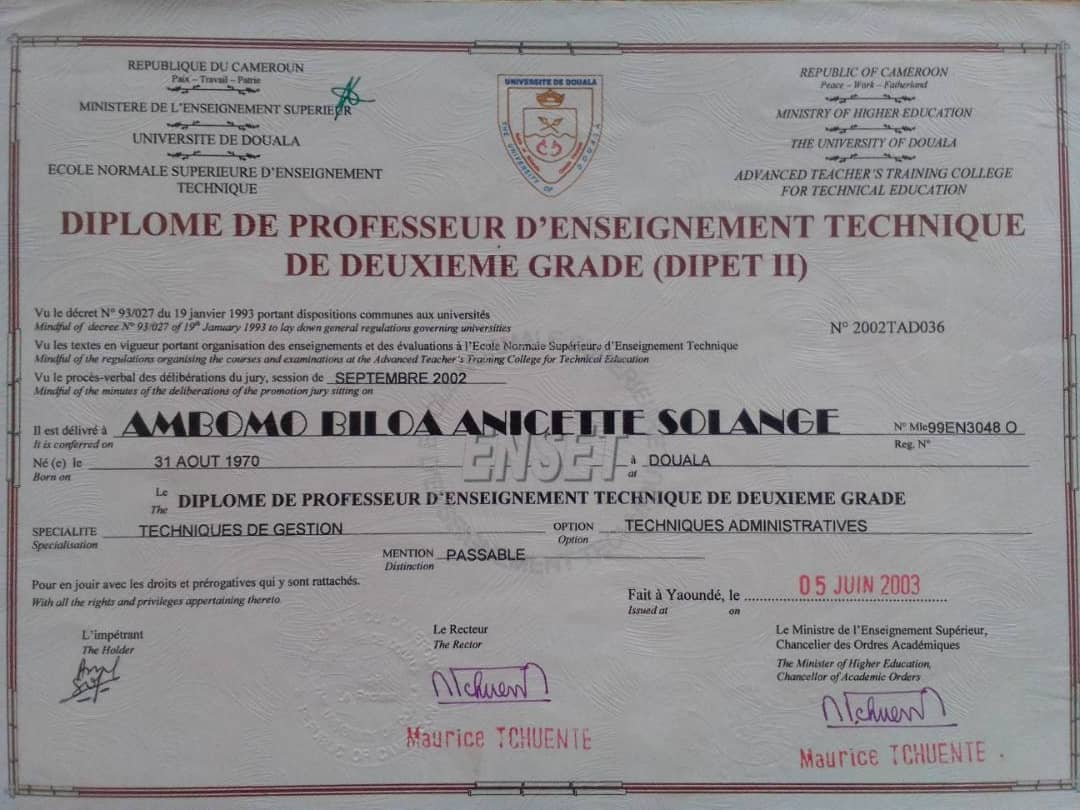 REPUBLIQUE DU CAMEROUN
Paix – Travail – Patrie
MINISTERE DE L'ENSEIGNEMENT SUPERIEUR
UNIVERSITE DE DOUALA
ECOLE NORMALE SUPERIEURE D'ENSEIGNEMENT
TECHNIQUE
UNIVERSITE DE DOUALA
THE UNIVERSITY OF DOUALA
REPUBLIC OF CAMEROON
Peace – Work – Fatherland
MINISTRY OF HIGHER EDUCATION
THE UNIVERSITY OF DOUALA
ADVANCED TEACHER'S TRAINING COLLEGE
FOR TECHNICAL EDUCATION
DIPLOME DE PROFESSEUR D'ENSEIGNEMENT TECHNIQUE
DE DEUXIEME GRADE (DIPET II)
Vu le décret N° 93/027 du 19 janvier 1993 portant dispositions communes aux universités
Mindful of decree N° 93/027 of 19th January 1993 to lay down general regulations governing universities
N° 2002TAD036
Vu les textes en vigueur portant organisation des enseignements et des évaluations à l'Ecole Normale Supérieure d'Enseignement Technique
Mindful of the regulations organising the courses and examinations at the Advanced Teacher's Training College for Technical Education
Vu le procès-verbal des délibérations du jury, session de SEPTEMBRE 2002
Mindful of the minutes of the deliberations of the promotion jury sitting on
Il est délivré à AMBOMO BILOA ANICETTE SOLANGE N° Mle 99EN3048 O
It is conferred on Reg. N°
ENSET
Né (e) le 31 AOUT 1970 à DOUALA
Born on at
Le DIPLOME DE PROFESSEUR D'ENSEIGNEMENT TECHNIQUE DE DEUXIEME GRADE
The
SPECIALITE TECHNIQUES DE GESTION OPTION TECHNIQUES ADMINISTRATIVES
Specialisation Option
MENTION PASSABLE
Distinction
Pour en jouir avec les droits et prérogatives qui y sont rattachés.
With all the rights and privileges appertaining thereto.
Fait à Yaoundé, le 05 JUIN 2003
Issued at on
L'impétrant
The Holder
Le Recteur
The Rector
Tchuente
Maurice TCHUENTE
Le Ministre de l'Enseignement Supérieur,
Chancelier des Ordres Académiques
The Minister of Higher Education,
Chancellor of Academic Orders
Tchuente
Maurice TCHUENTE.